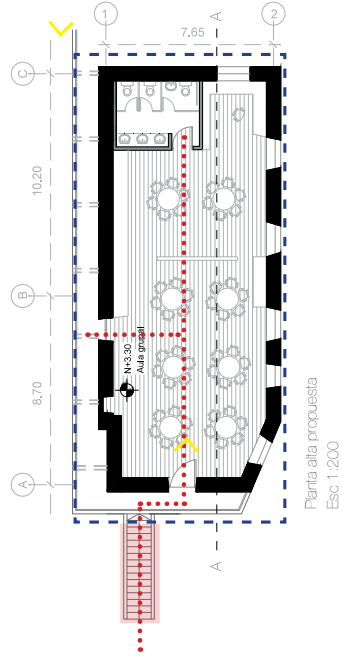 1
2
A
7.65
C
10,20
B
8,70
A
N+3.30
Aula grupal
A
Planta alta propuesta
Esc 1:200